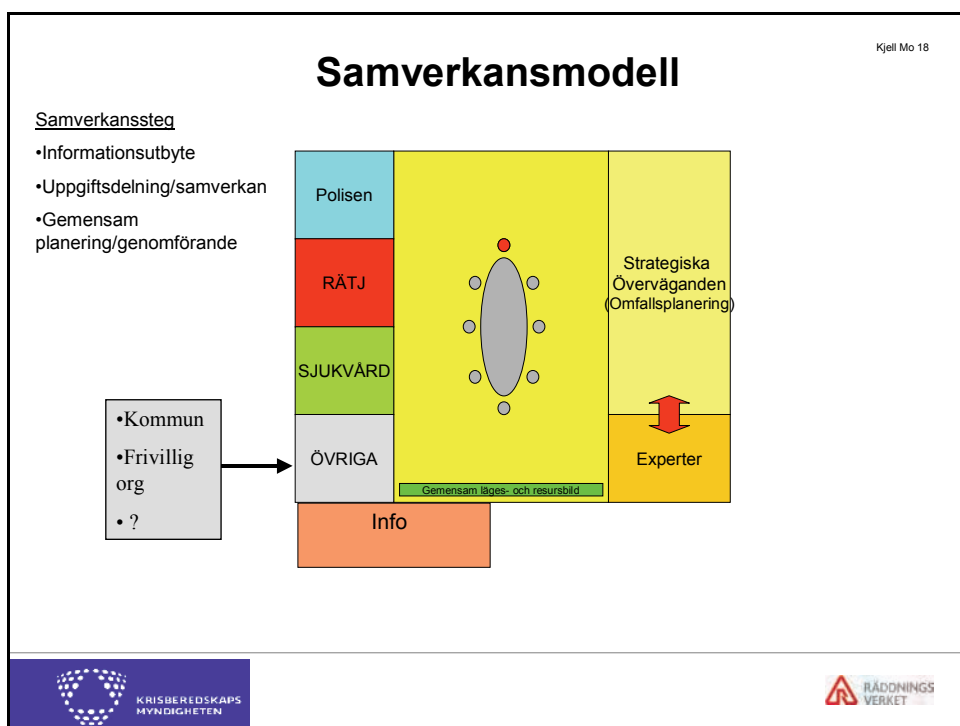 Kjell Mo 18
Samverkansmodell
Samverkanssteg
•Informationsutbyte
•Uppgiftsdelning/samverkan
•Gemensam
planering/genomförande
Polisen
RÄTJ
SJUKVÅRD
ÖVRIGA
Strategiska
Överväganden
(Omfallsplanering)
Experter
Gemensam läges- och resursbild
Info
•Kommun
•Frivillig
org
• ?
KRISBEREDSKAPS
MYNDIGHETEN
RÄDDNINGS
VERKET